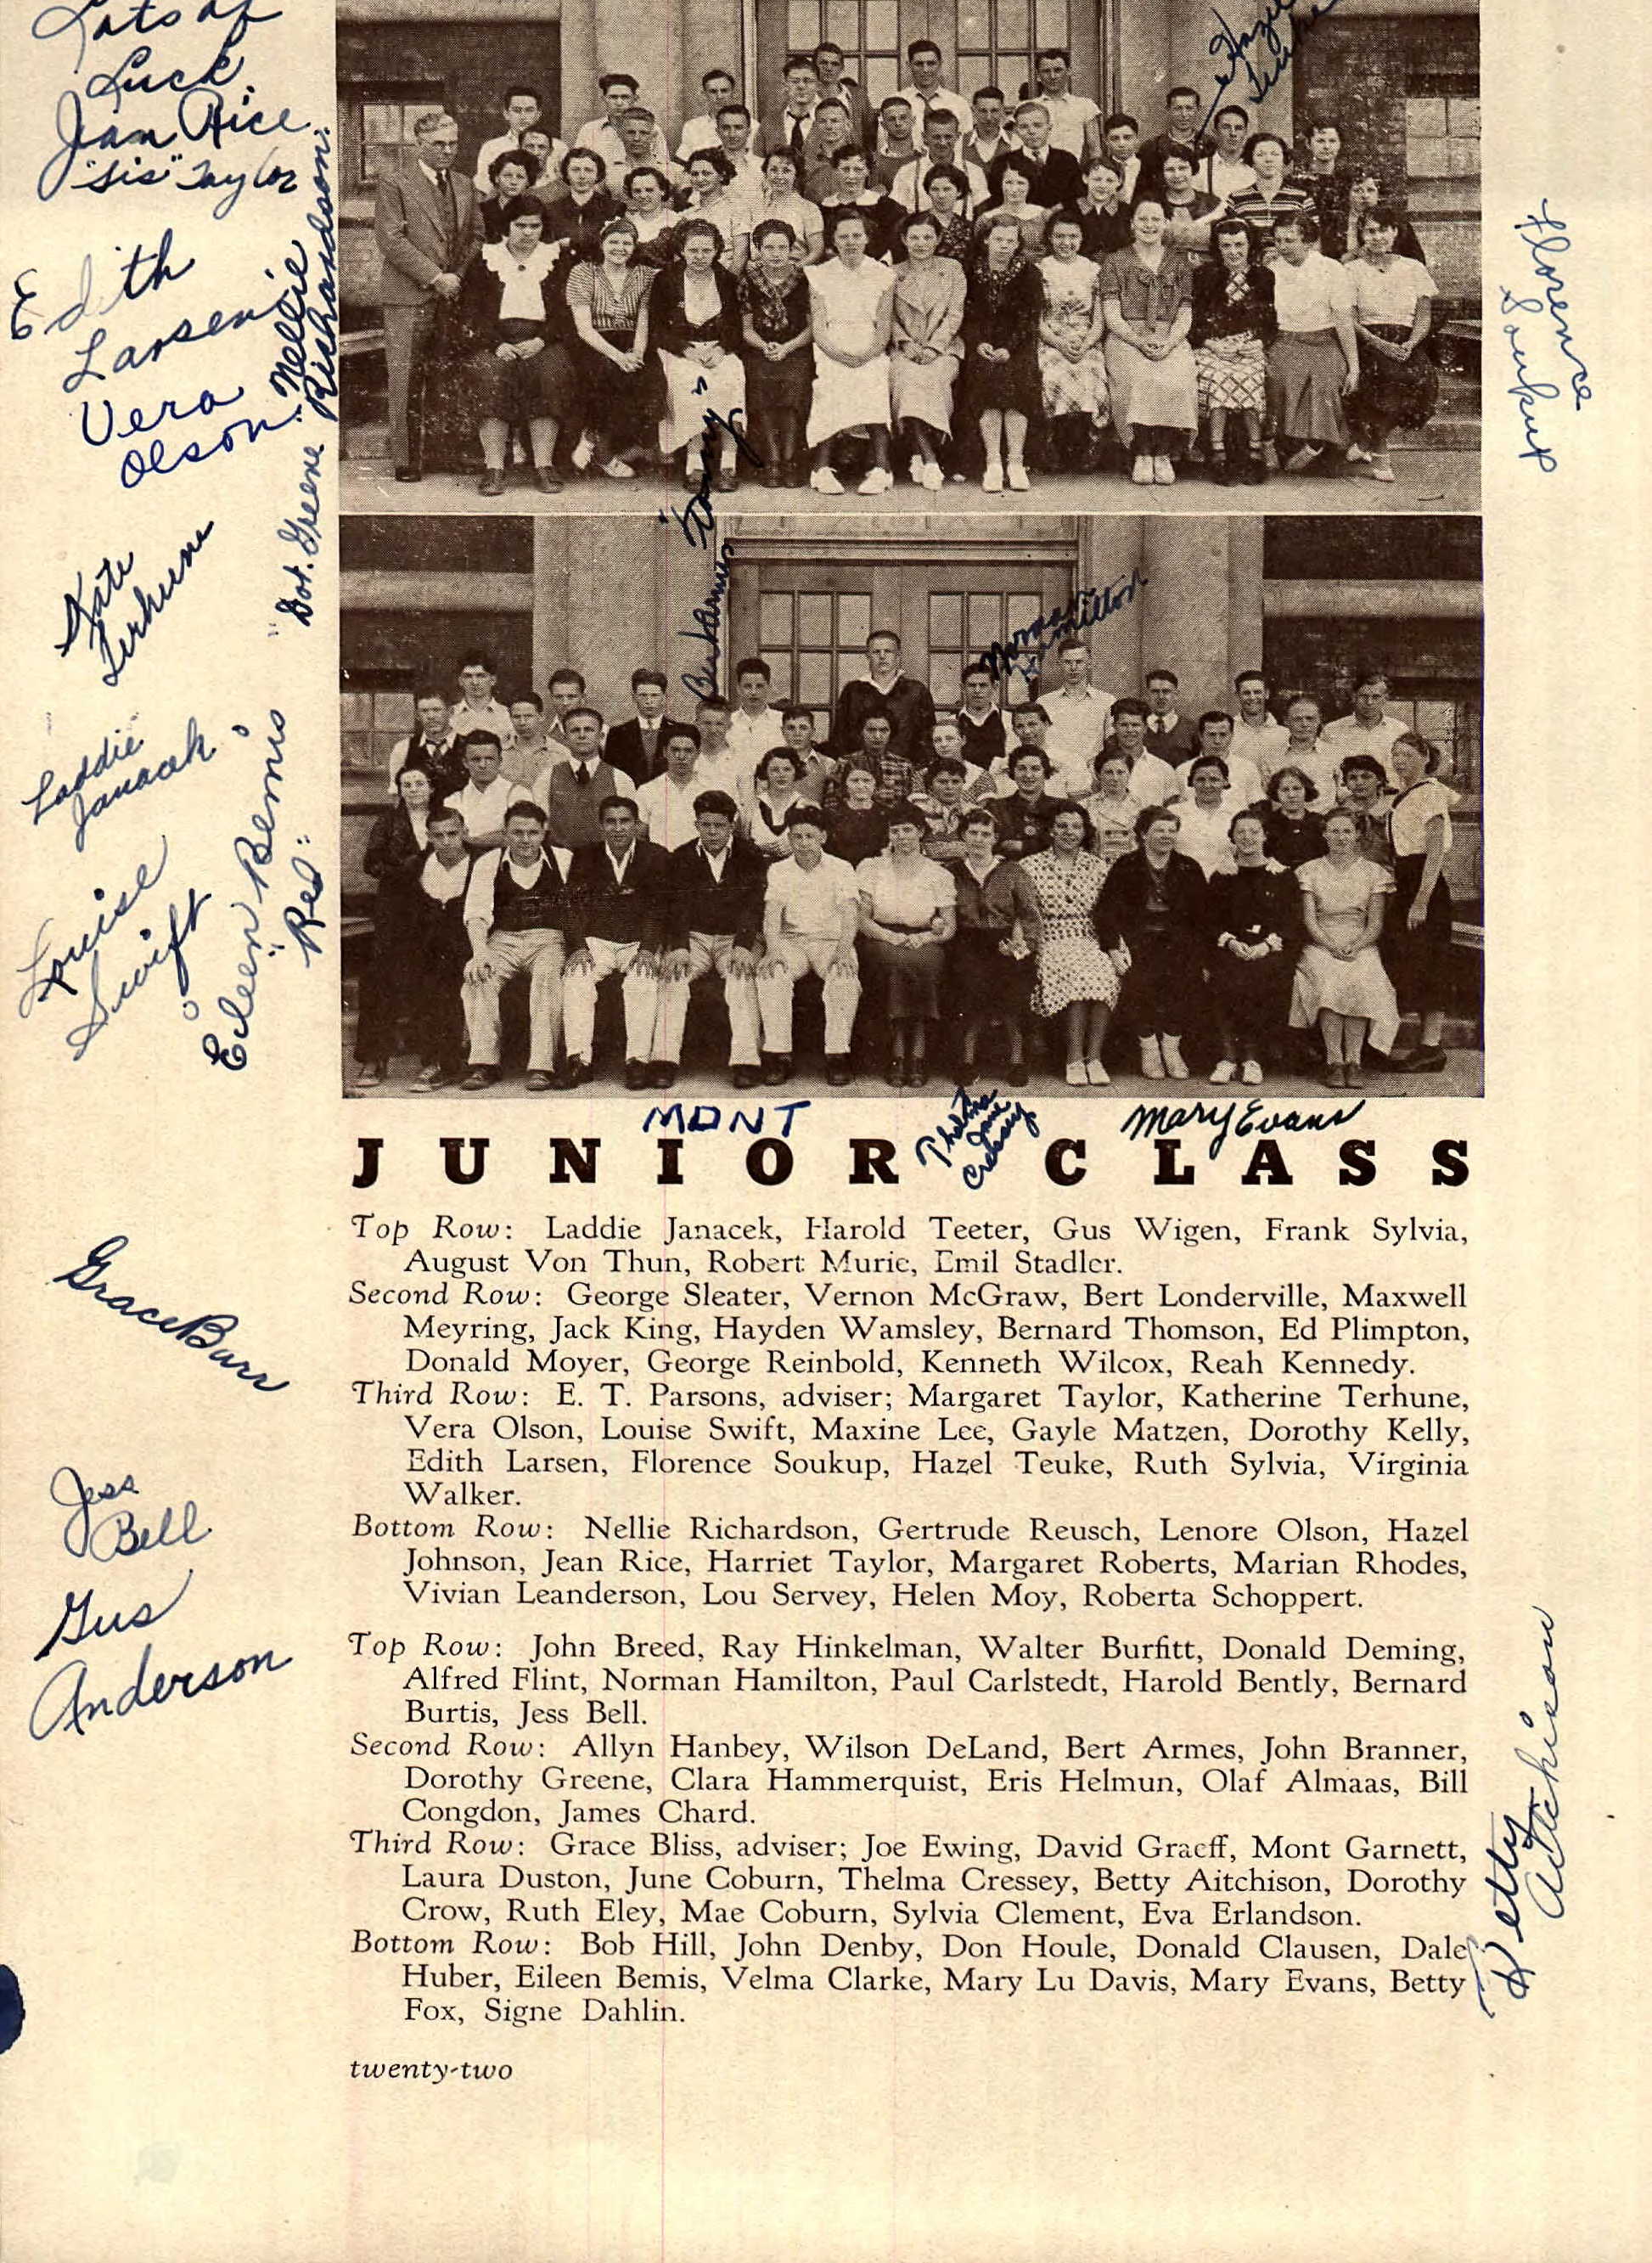 Lots of
Luck.
Jean Rice
"Sis" Taylor
Edith
Larsen
Vera
Olson
"Nellie
Richardson"
"Dot" Greene
Kate
Terhune
Laddie
Janacek
Louise
Swift
"Eileen Bemis
"Red"
Hazel
Teuke
Florence
Soukup
Bert Armes
Norman
Hamilton
MONT
Thelma
Jane
Cressey
Mary Evans
JUNIOR CLASS
Top Row: Laddie Janacek, Harold Teeter, Gus Wigen, Frank Sylvia,
August Von Thun, Robert Murie, Emil Stadler.
Second Row: George Sleater, Vernon McGraw, Bert Londerville, Maxwell
Meyring, Jack King, Hayden Wamsley, Bernard Thomson, Ed Plimpton,
Donald Moyer, George Reinbold, Kenneth Wilcox, Reah Kennedy.
Third Row: E. T. Parsons, adviser; Margaret Taylor, Katherine Terhune,
Vera Olson, Louise Swift, Maxine Lee, Gayle Matzen, Dorothy Kelly,
Edith Larsen, Florence Soukup, Hazel Teuke, Ruth Sylvia, Virginia
Walker.
Bottom Row: Nellie Richardson, Gertrude Reusch, Lenore Olson, Hazel
Johnson, Jean Rice, Harriet Taylor, Margaret Roberts, Marian Rhodes,
Vivian Leanderson, Lou Servey, Helen Moy, Roberta Schoppert.
Top Row: John Breed, Ray Hinkelman, Walter Burfitt, Donald Deming,
Alfred Flint, Norman Hamilton, Paul Carlstedt, Harold Bently, Bernard
Burtis, Jess Bell.
Second Row: Allyn Hanbey, Wilson DeLand, Bert Armes, John Branner,
Dorothy Greene, Clara Hammerquist, Eris Helmun, Olaf Almaas, Bill
Congdon, James Chard.
Third Row: Grace Bliss, adviser; Joe Ewing, David Graeff, Mont Garnett,
Laura Duston, June Coburn, Thelma Cressey, Betty Aitchison, Dorothy
Crow, Ruth Eley, Mae Coburn, Sylvia Clement, Eva Erlandson.
Bottom Row: Bob Hill, John Denby, Don Houle, Donald Clausen, Dale
Huber, Eileen Bemis, Velma Clarke, Mary Lu Davis, Mary Evans, Betty
Fox, Signe Dahlin.
twenty-two
Grace Burr
Jess
Bell
Gus
Anderson
Betty
Aitchison